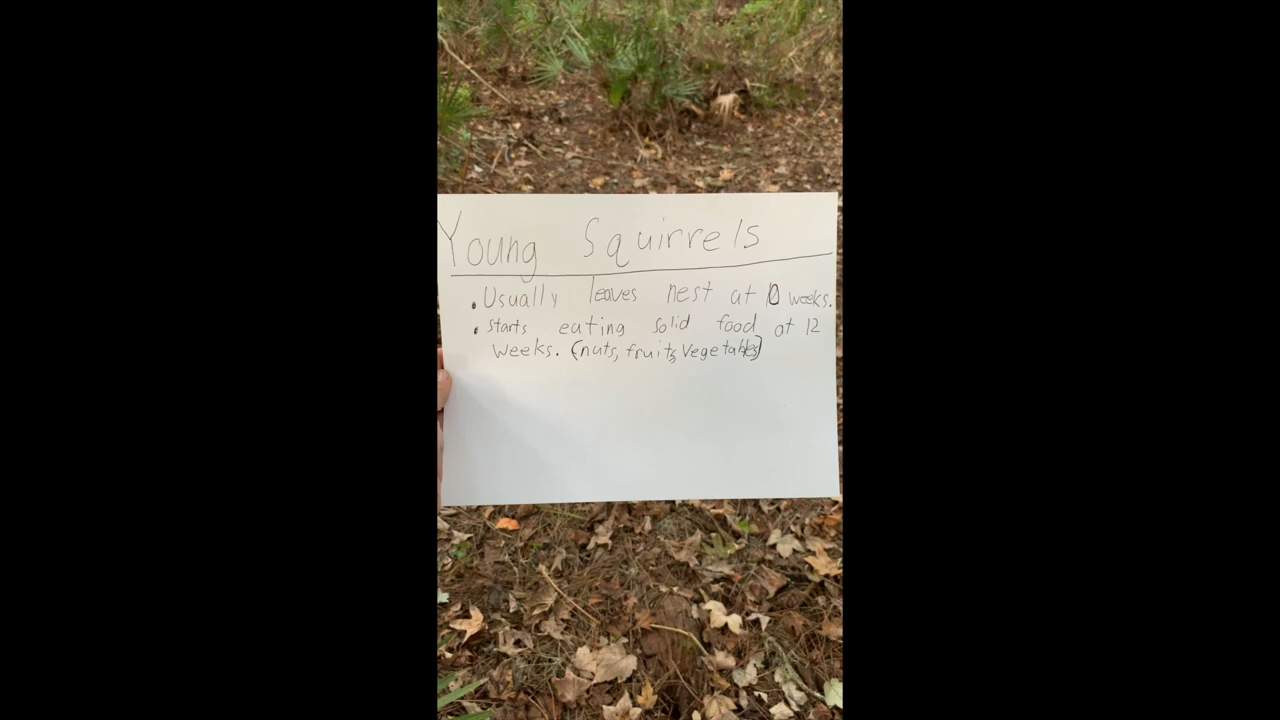 Young Squirrels
• Usually leaves nest at 10 weeks.
• Starts eating solid food at 12
weeks. (nuts, fruits, vegetables)